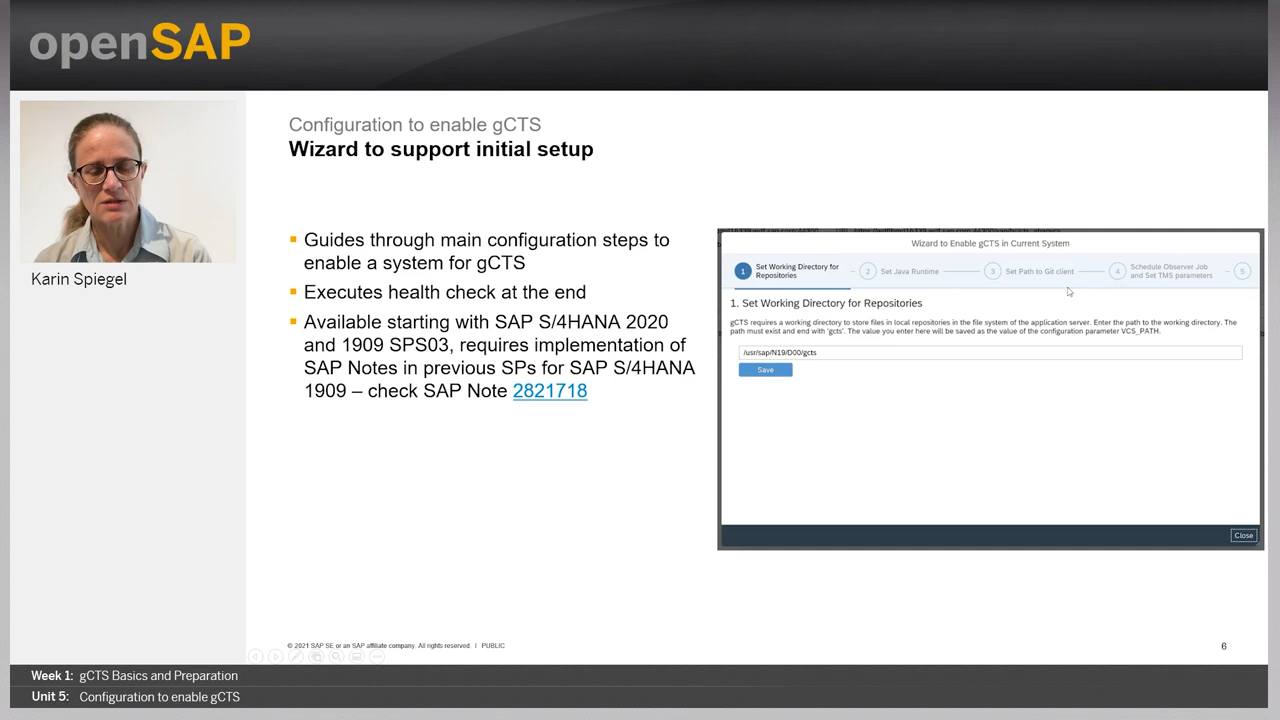 openSAP
Karin Spiegel
Configuration to enable gCTS
Wizard to support initial setup
Guides through main configuration steps to
enable a system for gCTS
Executes health check at the end
Available starting with SAP S/4HANA 2020
and 1909 SPS03, requires implementation of
SAP Notes in previous SPs for SAP S/4HANA
1909 – check SAP Note 2821718
Wizard to Enable gCTS in Current System
1 Set Working Directory for
Repositories
2 Set Java Runtime
3 Set Path to Git client
4 Schedule Observer Job
and Set TMS parameters
5
1. Set Working Directory for Repositories
gCTS requires a working directory to store files in local repositories in the file system of the application server. Enter the path to the working directory. The
path must exist and end with 'gcts'. The value you enter here will be saved as the value of the configuration parameter VCS_PATH.
/usr/sap/N19/D00/gcts
Save
Close
© 2021 SAP SE or an SAP affiliate company. All rights reserved. I PUBLIC
6
Week 1: gCTS Basics and Preparation
Unit 5: Configuration to enable gCTS